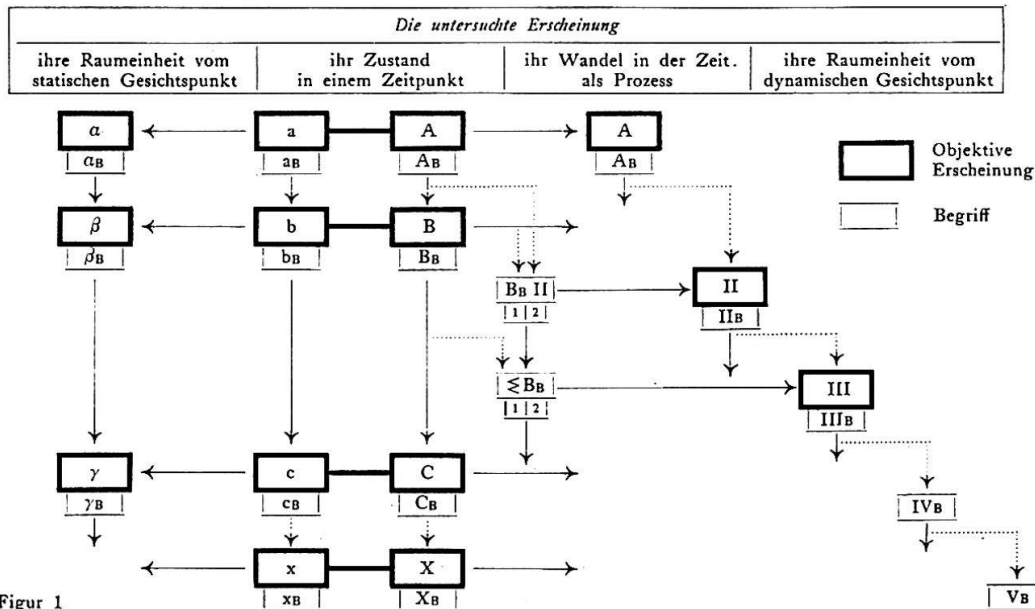 Die untersuchte Erscheinung
ihre Raumeinheit vom statischen Gesichtspunkt
ihr Zustand in einem Zeitpunkt
ihr Wandel in der Zeit. als Prozess
ihre Raumeinheit vom dynamischen Gesichtspunkt
α a A A
αB aB AB AB
Objektive Erscheinung
β b B
Begriff
βB bB BB
BB II II
1 2 IIB
≶ BB III
1 2 IIIB
γ c C
γB cB CB IVB
x X
xB XB VB
Figur 1